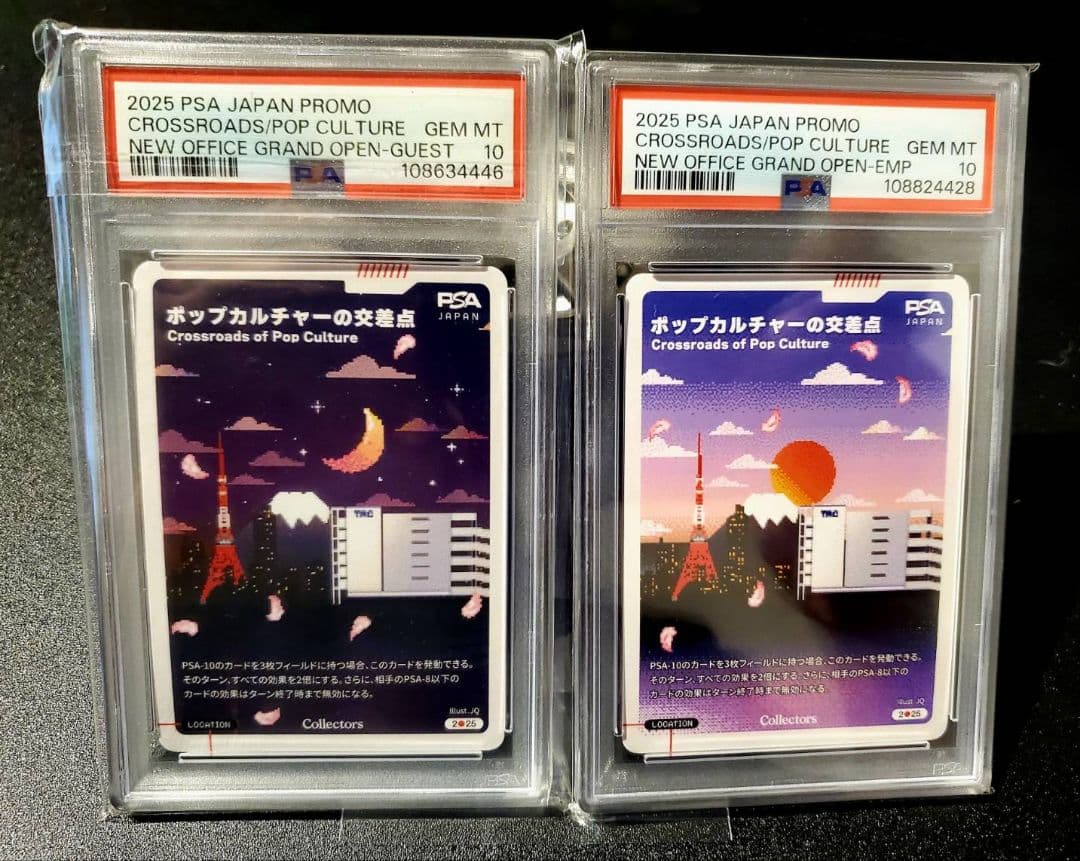 2025 PSA JAPAN PROMO
CROSSROADS/POP CULTURE GEM MT
NEW OFFICE GRAND OPEN-GUEST 10
PSA
108634446
PSA
JAPAN
ポップカルチャーの交差点
Crossroads of Pop Culture
TRC
PSA-10のカードを3枚フィールドに持つ場合、このカードを発動できる。
そのターン、すべての効果を2倍にする。さらに、相手のPSA-8以下の
カードの効果はターン終了時まで無効になる。
Illust. JQ
LOCATION
Collectors
2025
PSA
2025 PSA JAPAN PROMO
CROSSROADS/POP CULTURE GEM MT
NEW OFFICE GRAND OPEN-EMP 10
PSA
108824428
PSA
JAPAN
ポップカルチャーの交差点
Crossroads of Pop Culture
TRC
PSA-10のカードを3枚フィールドに持つ場合、このカードを発動できる。
そのターン、すべての効果を2倍にする。さらに、相手のPSA-8以下の
カードの効果はターン終了時まで無効になる。
Illust. JQ
LOCATION
Collectors
2025
PSA